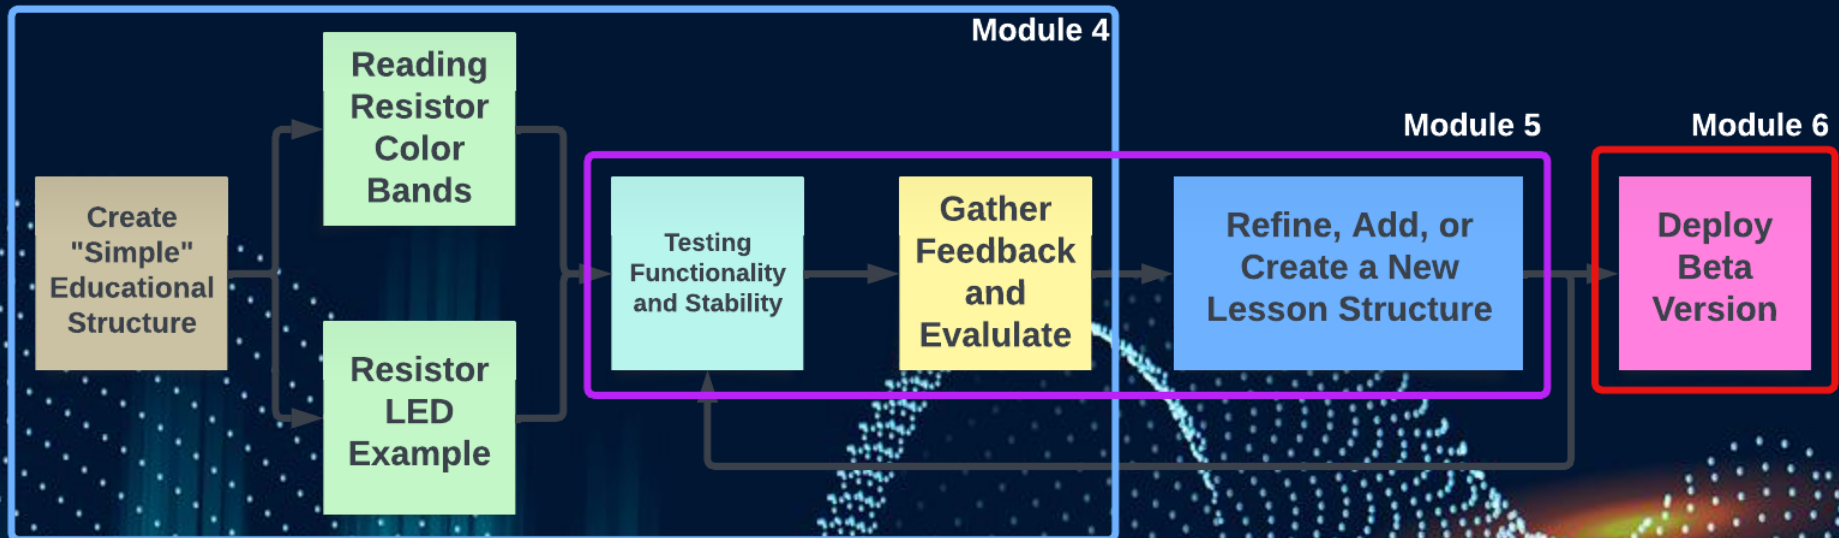 Module 4
Reading
Resistor
Color
Bands
Create
"Simple"
Educational
Structure
Resistor
LED
Example
Module 5
Testing
Functionality
and Stability
Gather
Feedback
and
Evalulate
Refine, Add, or
Create a New
Lesson Structure
Module 6
Deploy
Beta
Version